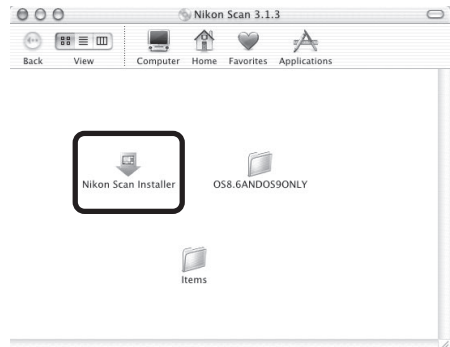 Nikon Scan 3.1.3
Back View Computer Home Favorites Applications
Nikon Scan Installer OS8.6ANDOS9ONLY
Items